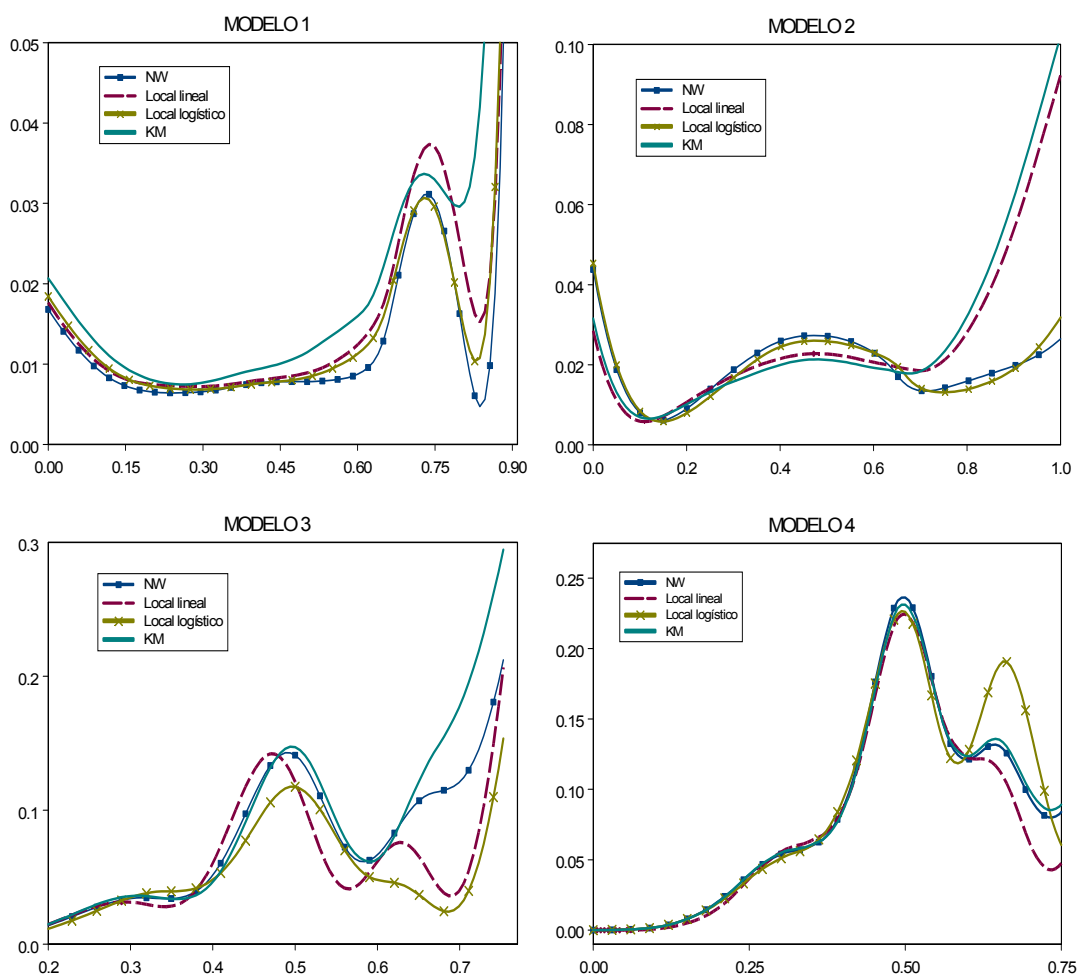 MODELO 1
0.05
0.04
0.03
0.02
0.01
0.00
0.00 0.15 0.30 0.45 0.60 0.75 0.90
NW
Local lineal
Local logístico
KM
MODELO 2
0.10
0.08
0.06
0.04
0.02
0.00
0.0 0.2 0.4 0.6 0.8 1.0
NW
Local lineal
Local logístico
KM
MODELO 3
0.3
0.2
0.1
0.0
0.2 0.3 0.4 0.5 0.6 0.7
NW
Local lineal
Local logístico
KM
MODELO 4
0.25
0.20
0.15
0.10
0.05
0.00
0.00 0.25 0.50 0.75
NW
Local lineal
Local logístico
KM